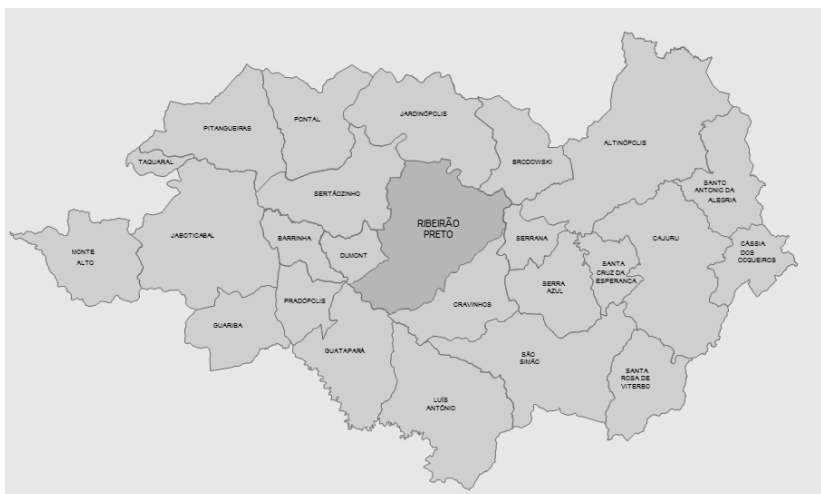 PITANGUEIRAS
PONTAL
JARDINÓPOLIS
ALTINÓPOLIS
TAQUARAL
BRODOWSKI
SERTÃOZINHO
SANTO
ANTONIO DA
ALEGRIA
RIBEIRÃO
PRETO
JABOTICABAL
BARRINHA
SERRANA
CAJURU
MONTE
ALTO
DUMONT
CÁSSIA
DOS
COQUEIROS
SANTA
CRUZ DA
ESPERANÇA
SERRA
AZUL
PRADÓPOLIS
CRAVINHOS
GUARIBA
GUATAPARÁ
SÃO
SIMÃO
SANTA
ROSA DE
VITERBO
LUÍS
ANTÔNIO